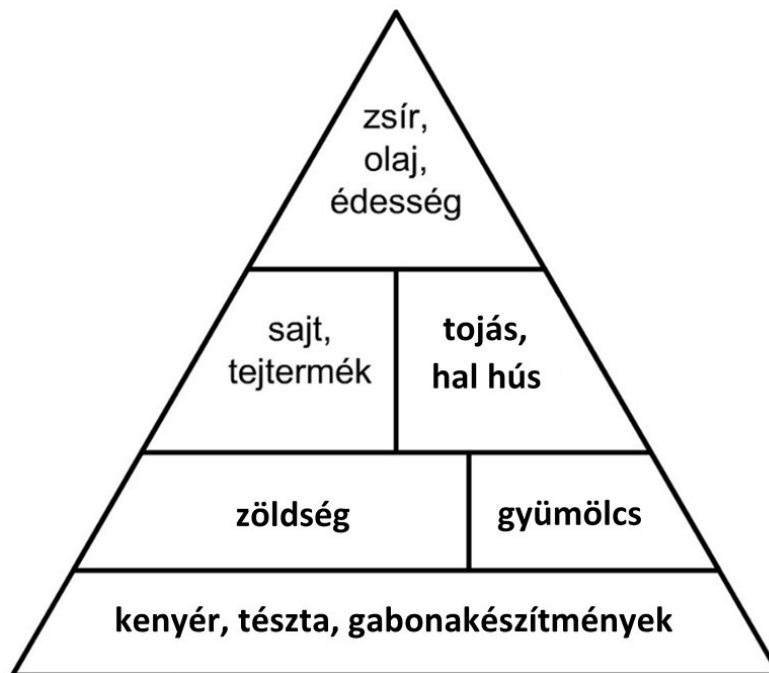 zsír,
olaj,
édesség
sajt,
tejtermék
tojás,
hal hús
zöldség
gyümölcs
kenyér, tészta, gabonakészítmények